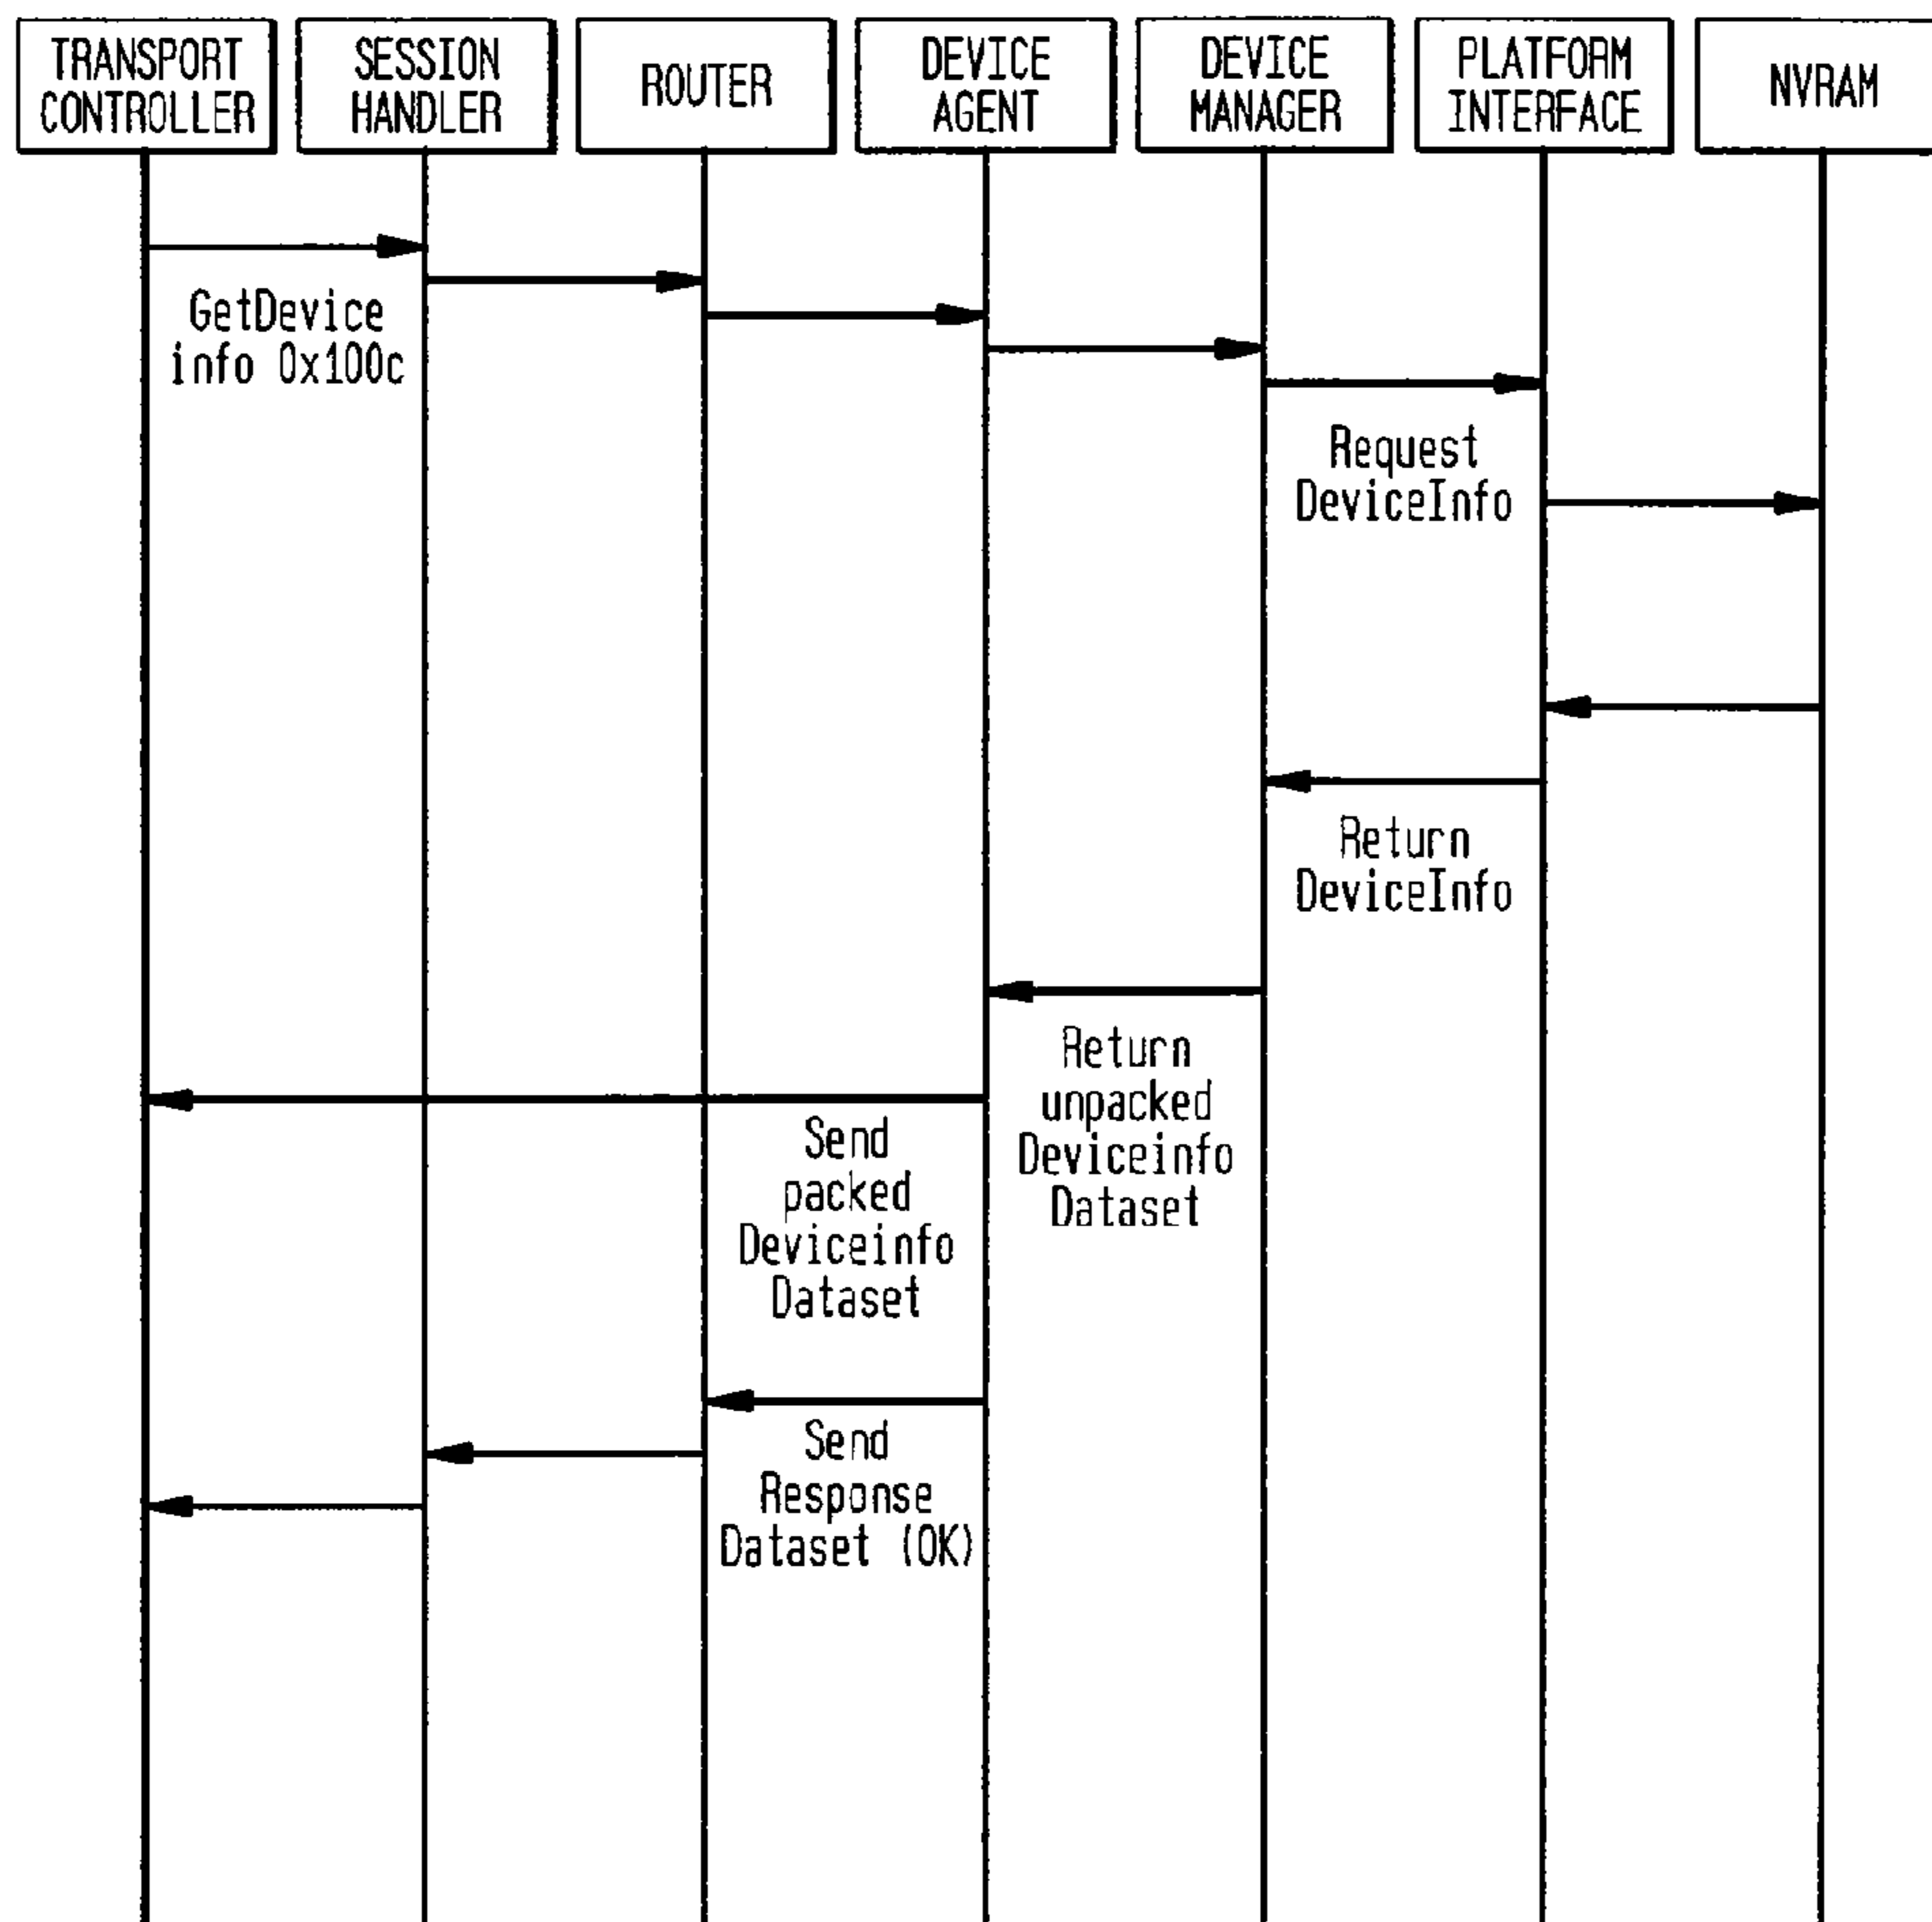 TRANSPORT
CONTROLLER
SESSION
HANDLER
ROUTER
DEVICE
AGENT
DEVICE
MANAGER
PLATFORM
INTERFACE
NVRAM
GetDevice
info 0x100c
Request
DeviceInfo
Return
DeviceInfo
Return
unpacked
Deviceinfo
Dataset
Send
packed
Deviceinfo
Dataset
Send
Response
Dataset (OK)